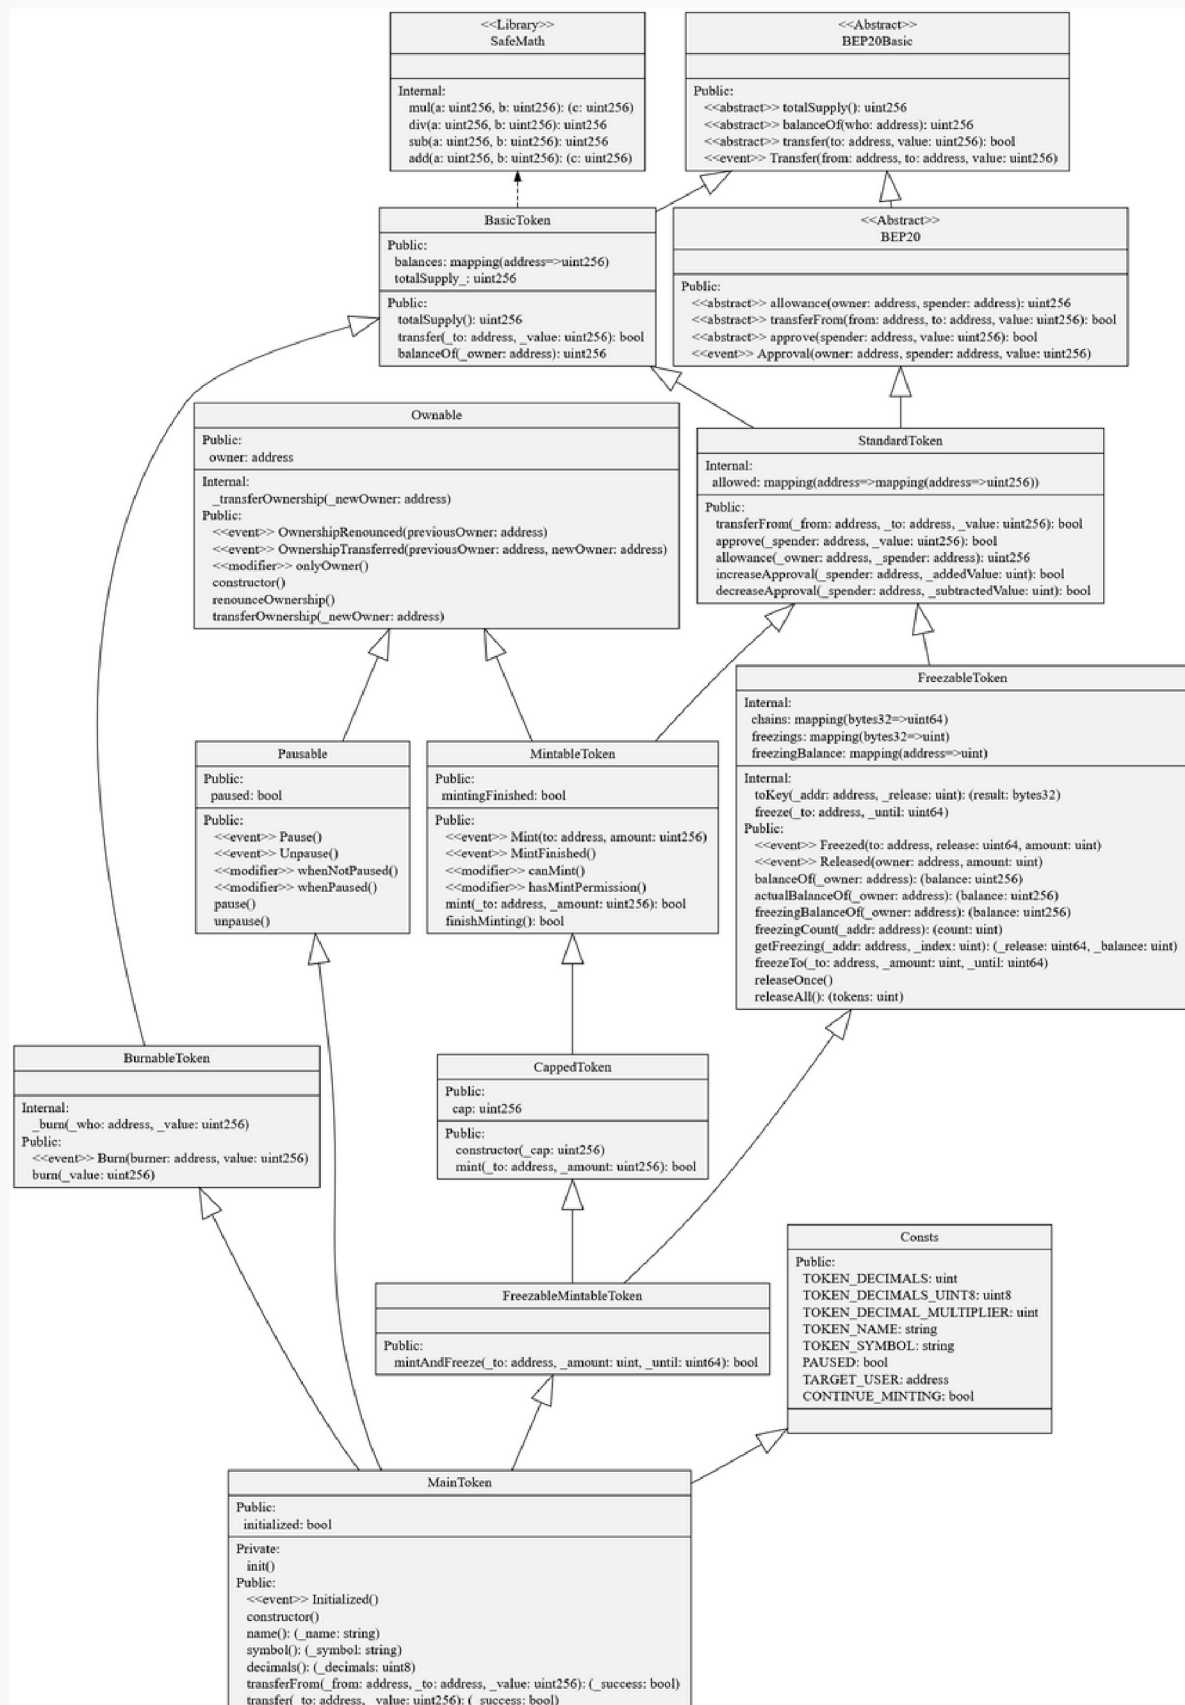 <<Library>>
SafeMath
Internal:
mul(a: uint256, b: uint256): (c: uint256)
div(a: uint256, b: uint256): uint256
sub(a: uint256, b: uint256): uint256
add(a: uint256, b: uint256): (c: uint256)
<<Abstract>>
BEP20Basic
Public:
<<abstract>> totalSupply(): uint256
<<abstract>> balanceOf(who: address): uint256
<<abstract>> transfer(to: address, value: uint256): bool
<<event>> Transfer(from: address, to: address, value: uint256)
BasicToken
Public:
balances: mapping(address=>uint256)
totalSupply_: uint256
Public:
totalSupply(): uint256
transfer(_to: address, _value: uint256): bool
balanceOf(_owner: address): uint256
<<Abstract>>
BEP20
Public:
<<abstract>> allowance(owner: address, spender: address): uint256
<<abstract>> transferFrom(from: address, to: address, value: uint256): bool
<<abstract>> approve(spender: address, value: uint256): bool
<<event>> Approval(owner: address, spender: address, value: uint256)
Ownable
Public:
owner: address
Internal:
_transferOwnership(_newOwner: address)
Public:
<<event>> OwnershipRenounced(previousOwner: address)
<<event>> OwnershipTransferred(previousOwner: address, newOwner: address)
<<modifier>> onlyOwner()
constructor()
renounceOwnership()
transferOwnership(_newOwner: address)
StandardToken
Internal:
allowed: mapping(address=>mapping(address=>uint256))
Public:
transferFrom(_from: address, _to: address, _value: uint256): bool
approve(_spender: address, _value: uint256): bool
allowance(_owner: address, _spender: address): uint256
increaseApproval(_spender: address, _addedValue: uint): bool
decreaseApproval(_spender: address, _subtractedValue: uint): bool
Pausable
Public:
paused: bool
Public:
<<event>> Pause()
<<event>> Unpause()
<<modifier>> whenNotPaused()
<<modifier>> whenPaused()
pause()
unpause()
MintableToken
Public:
mintingFinished: bool
Public:
<<event>> Mint(to: address, amount: uint256)
<<event>> MintFinished()
<<modifier>> canMint()
<<modifier>> hasMintPermission()
mint(_to: address, _amount: uint256): bool
finishMinting(): bool
FreezableToken
Internal:
chains: mapping(bytes32=>uint64)
freezings: mapping(bytes32=>uint)
freezingBalance: mapping(address=>uint)
Internal:
toKey(_addr: address, _release: uint): (result: bytes32)
freeze(_to: address, _until: uint64)
Public:
<<event>> Freezed(to: address, release: uint64, amount: uint)
<<event>> Released(owner: address, amount: uint)
balanceOf(_owner: address): (balance: uint256)
actualBalanceOf(_owner: address): (balance: uint256)
freezingBalanceOf(_owner: address): (balance: uint256)
freezingCount(_addr: address): (count: uint)
getFreezing(_addr: address, _index: uint): (_release: uint64, _balance: uint)
freezeTo(_to: address, _amount: uint, _until: uint64)
releaseOnce()
releaseAll(): (tokens: uint)
BurnableToken
Internal:
_burn(_who: address, _value: uint256)
Public:
<<event>> Burn(burner: address, value: uint256)
burn(_value: uint256)
CappedToken
Public:
cap: uint256
Public:
constructor(_cap: uint256)
mint(_to: address, _amount: uint256): bool
FreezableMintableToken
Public:
mintAndFreeze(_to: address, _amount: uint, _until: uint64): bool
Consts
Public:
TOKEN_DECIMALS: uint
TOKEN_DECIMALS_UINT8: uint8
TOKEN_DECIMAL_MULTIPLIER: uint
TOKEN_NAME: string
TOKEN_SYMBOL: string
PAUSED: bool
TARGET_USER: address
CONTINUE_MINTING: bool
MainToken
Public:
initialized: bool
Private:
init()
Public:
<<event>> Initialized()
constructor()
name(): (_name: string)
symbol(): (_symbol: string)
decimals(): (_decimals: uint8)
transferFrom(_from: address, _to: address, _value: uint256): (_success: bool)
transfer(_to: address, _value: uint256): (_success: bool)